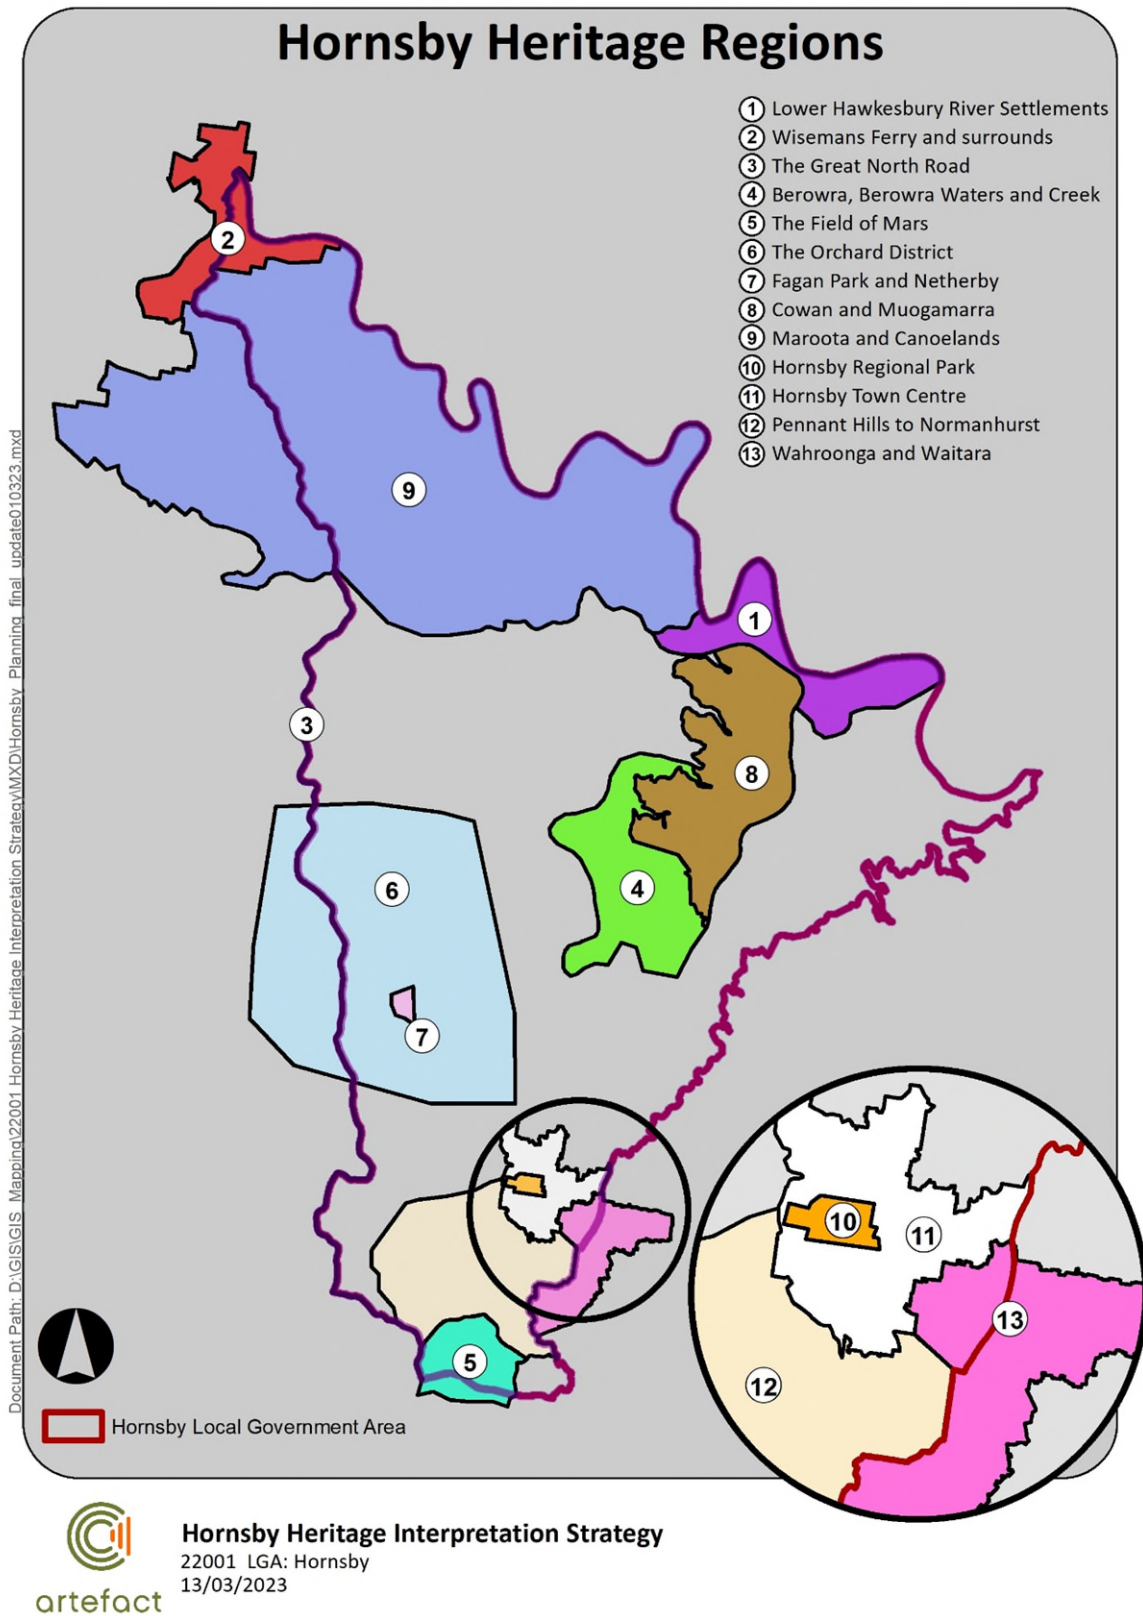 Hornsby Heritage Regions
1 Lower Hawkesbury River Settlements
2 Wisemans Ferry and surrounds
3 The Great North Road
4 Berowra, Berowra Waters and Creek
5 The Field of Mars
6 The Orchard District
7 Fagan Park and Netherby
8 Cowan and Muogamarra
9 Maroota and Canoelands
10 Hornsby Regional Park
11 Hornsby Town Centre
12 Pennant Hills to Normanhurst
13 Wahroonga and Waitara
2
9
1
3
8
4
6
7
5
10
11
13
12
Document Path: D:\GIS\GIS_Mapping\22001 Hornsby Heritage Interpretation Strategy\MXD\Hornsby_Planning_final_update010323.mxd
Hornsby Local Government Area
artefact
Hornsby Heritage Interpretation Strategy
22001 LGA: Hornsby
13/03/2023